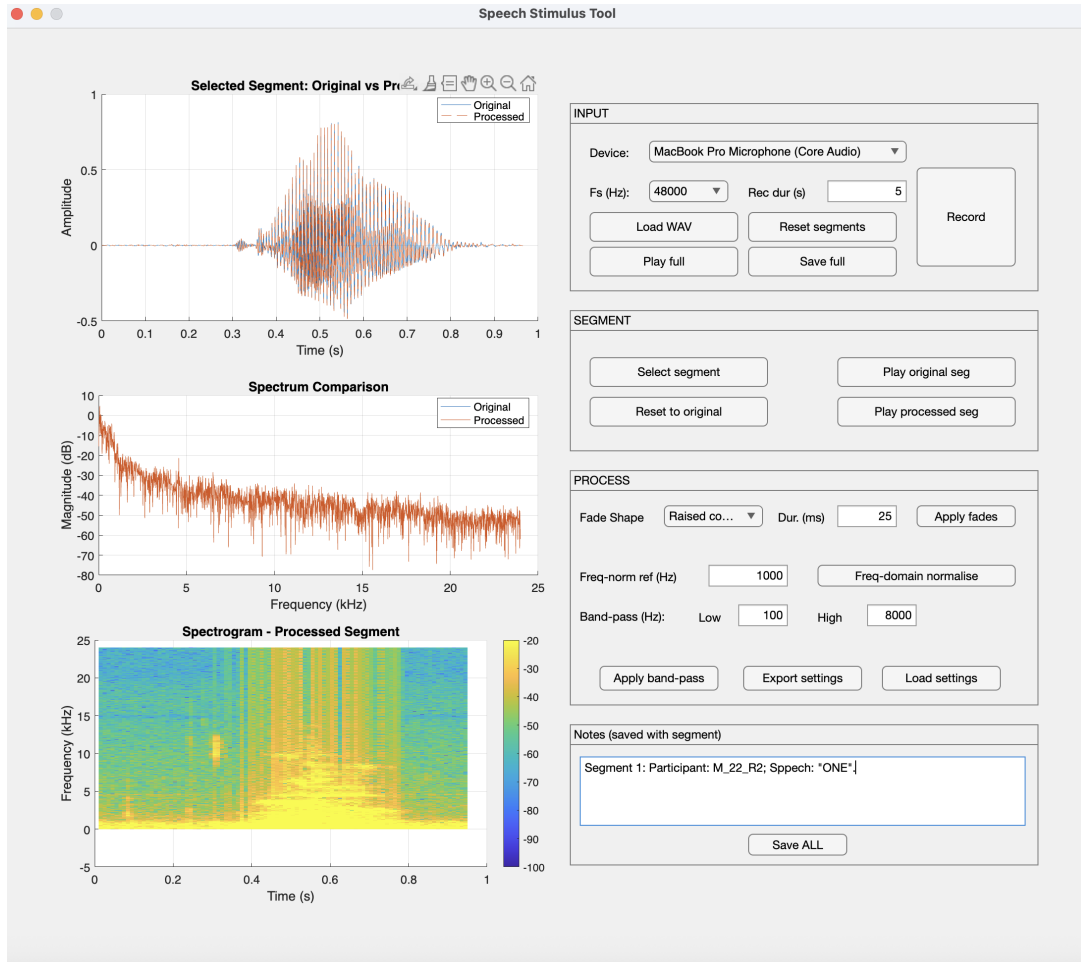 Speech Stimulus Tool
Selected Segment: Original vs Pr
1
0.5
0
-0.5
Amplitude
Original
Processed
0 0.1 0.2 0.3 0.4 0.5 0.6 0.7 0.8 0.9 1
Time (s)
Spectrum Comparison
10
0
-10
-20
-30
-40
-50
-60
-70
-80
Magnitude (dB)
Original
Processed
0 5 10 15 20 25
Frequency (kHz)
Spectrogram - Processed Segment
25
20
15
10
5
0
-5
Frequency (kHz)
0 0.2 0.4 0.6 0.8 1
Time (s)
-20
-30
-40
-50
-60
-70
-80
-90
-100
INPUT
Device: MacBook Pro Microphone (Core Audio)
Fs (Hz): 48000 Rec dur (s) 5
Record
Load WAV Reset segments
Play full Save full
SEGMENT
Select segment Play original seg
Reset to original Play processed seg
PROCESS
Fade Shape Raised co... Dur. (ms) 25 Apply fades
Freq-norm ref (Hz) 1000 Freq-domain normalise
Band-pass (Hz): Low 100 High 8000
Apply band-pass Export settings Load settings
Notes (saved with segment)
Segment 1: Participant: M_22_R2; Sppech: "ONE".
Save ALL